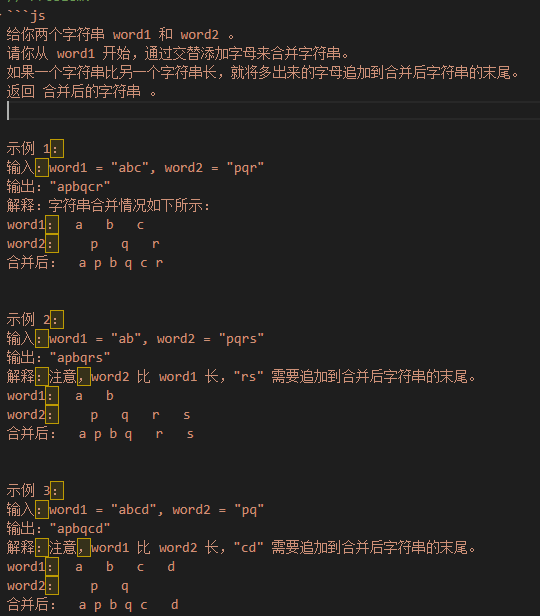 ```js
给你两个字符串 word1 和 word2 。
请你从 word1 开始，通过交替添加字母来合并字符串。
如果一个字符串比另一个字符串长，就将多出来的字母追加到合并后字符串的末尾。
返回 合并后的字符串 。
示例 1：
输入：word1 = "abc", word2 = "pqr"
输出："apbqcr"
解释：字符串合并情况如下所示：
word1：  a   b   c
word2：    p   q   r
合并后：  a p b q c r
示例 2：
输入：word1 = "ab", word2 = "pqrs"
输出："apbqrs"
解释：注意，word2 比 word1 长，"rs" 需要追加到合并后字符串的末尾。
word1：  a   b
word2：    p   q   r   s
合并后：  a p b q   r   s
示例 3：
输入：word1 = "abcd", word2 = "pq"
输出："apbqcd"
解释：注意，word1 比 word2 长，"cd" 需要追加到合并后字符串的末尾。
word1：  a   b   c   d
word2：    p   q
合并后：  a p b q c   d